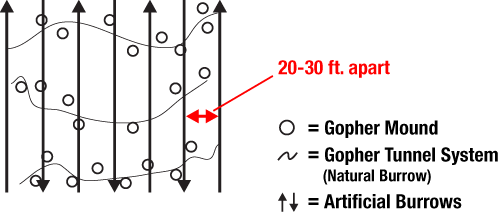 20-30 ft. apart
= Gopher Mound
= Gopher Tunnel System
(Natural Burrow)
= Artificial Burrows